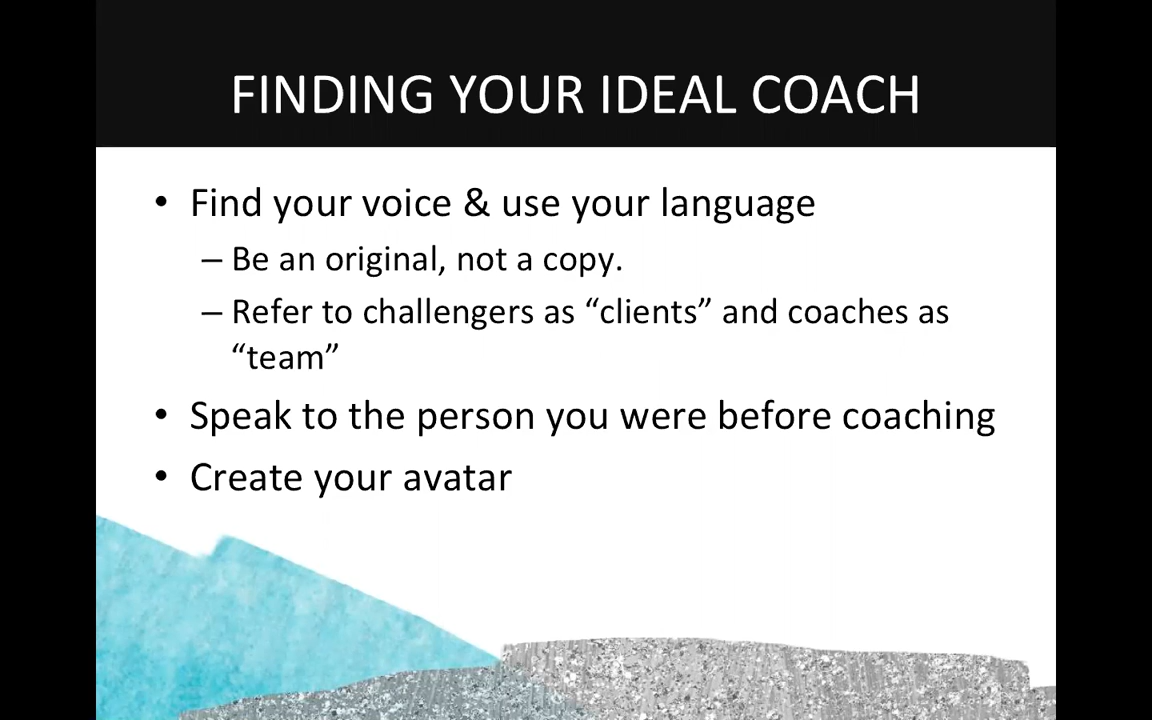 FINDING YOUR IDEAL COACH
• Find your voice & use your language
– Be an original, not a copy.
– Refer to challengers as “clients” and coaches as
“team”
• Speak to the person you were before coaching
• Create your avatar